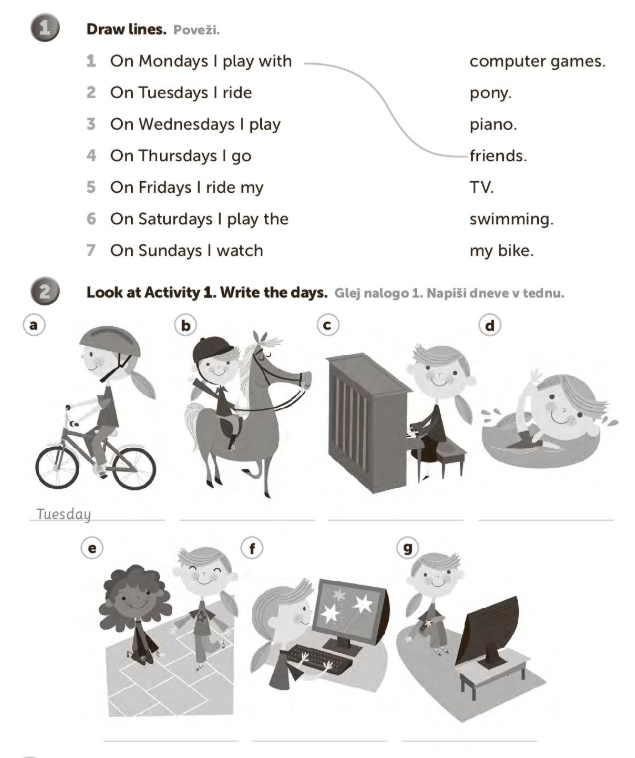 1 Draw lines. Poveži.
1 On Mondays I play with computer games.
2 On Tuesdays I ride pony.
3 On Wednesdays I play piano.
4 On Thursdays I go friends.
5 On Fridays I ride my TV.
6 On Saturdays I play the swimming.
7 On Sundays I watch my bike.
2 Look at Activity 1. Write the days. Glej nalogo 1. Napiši dneve v tednu.
a b c d
Tuesday
e f g